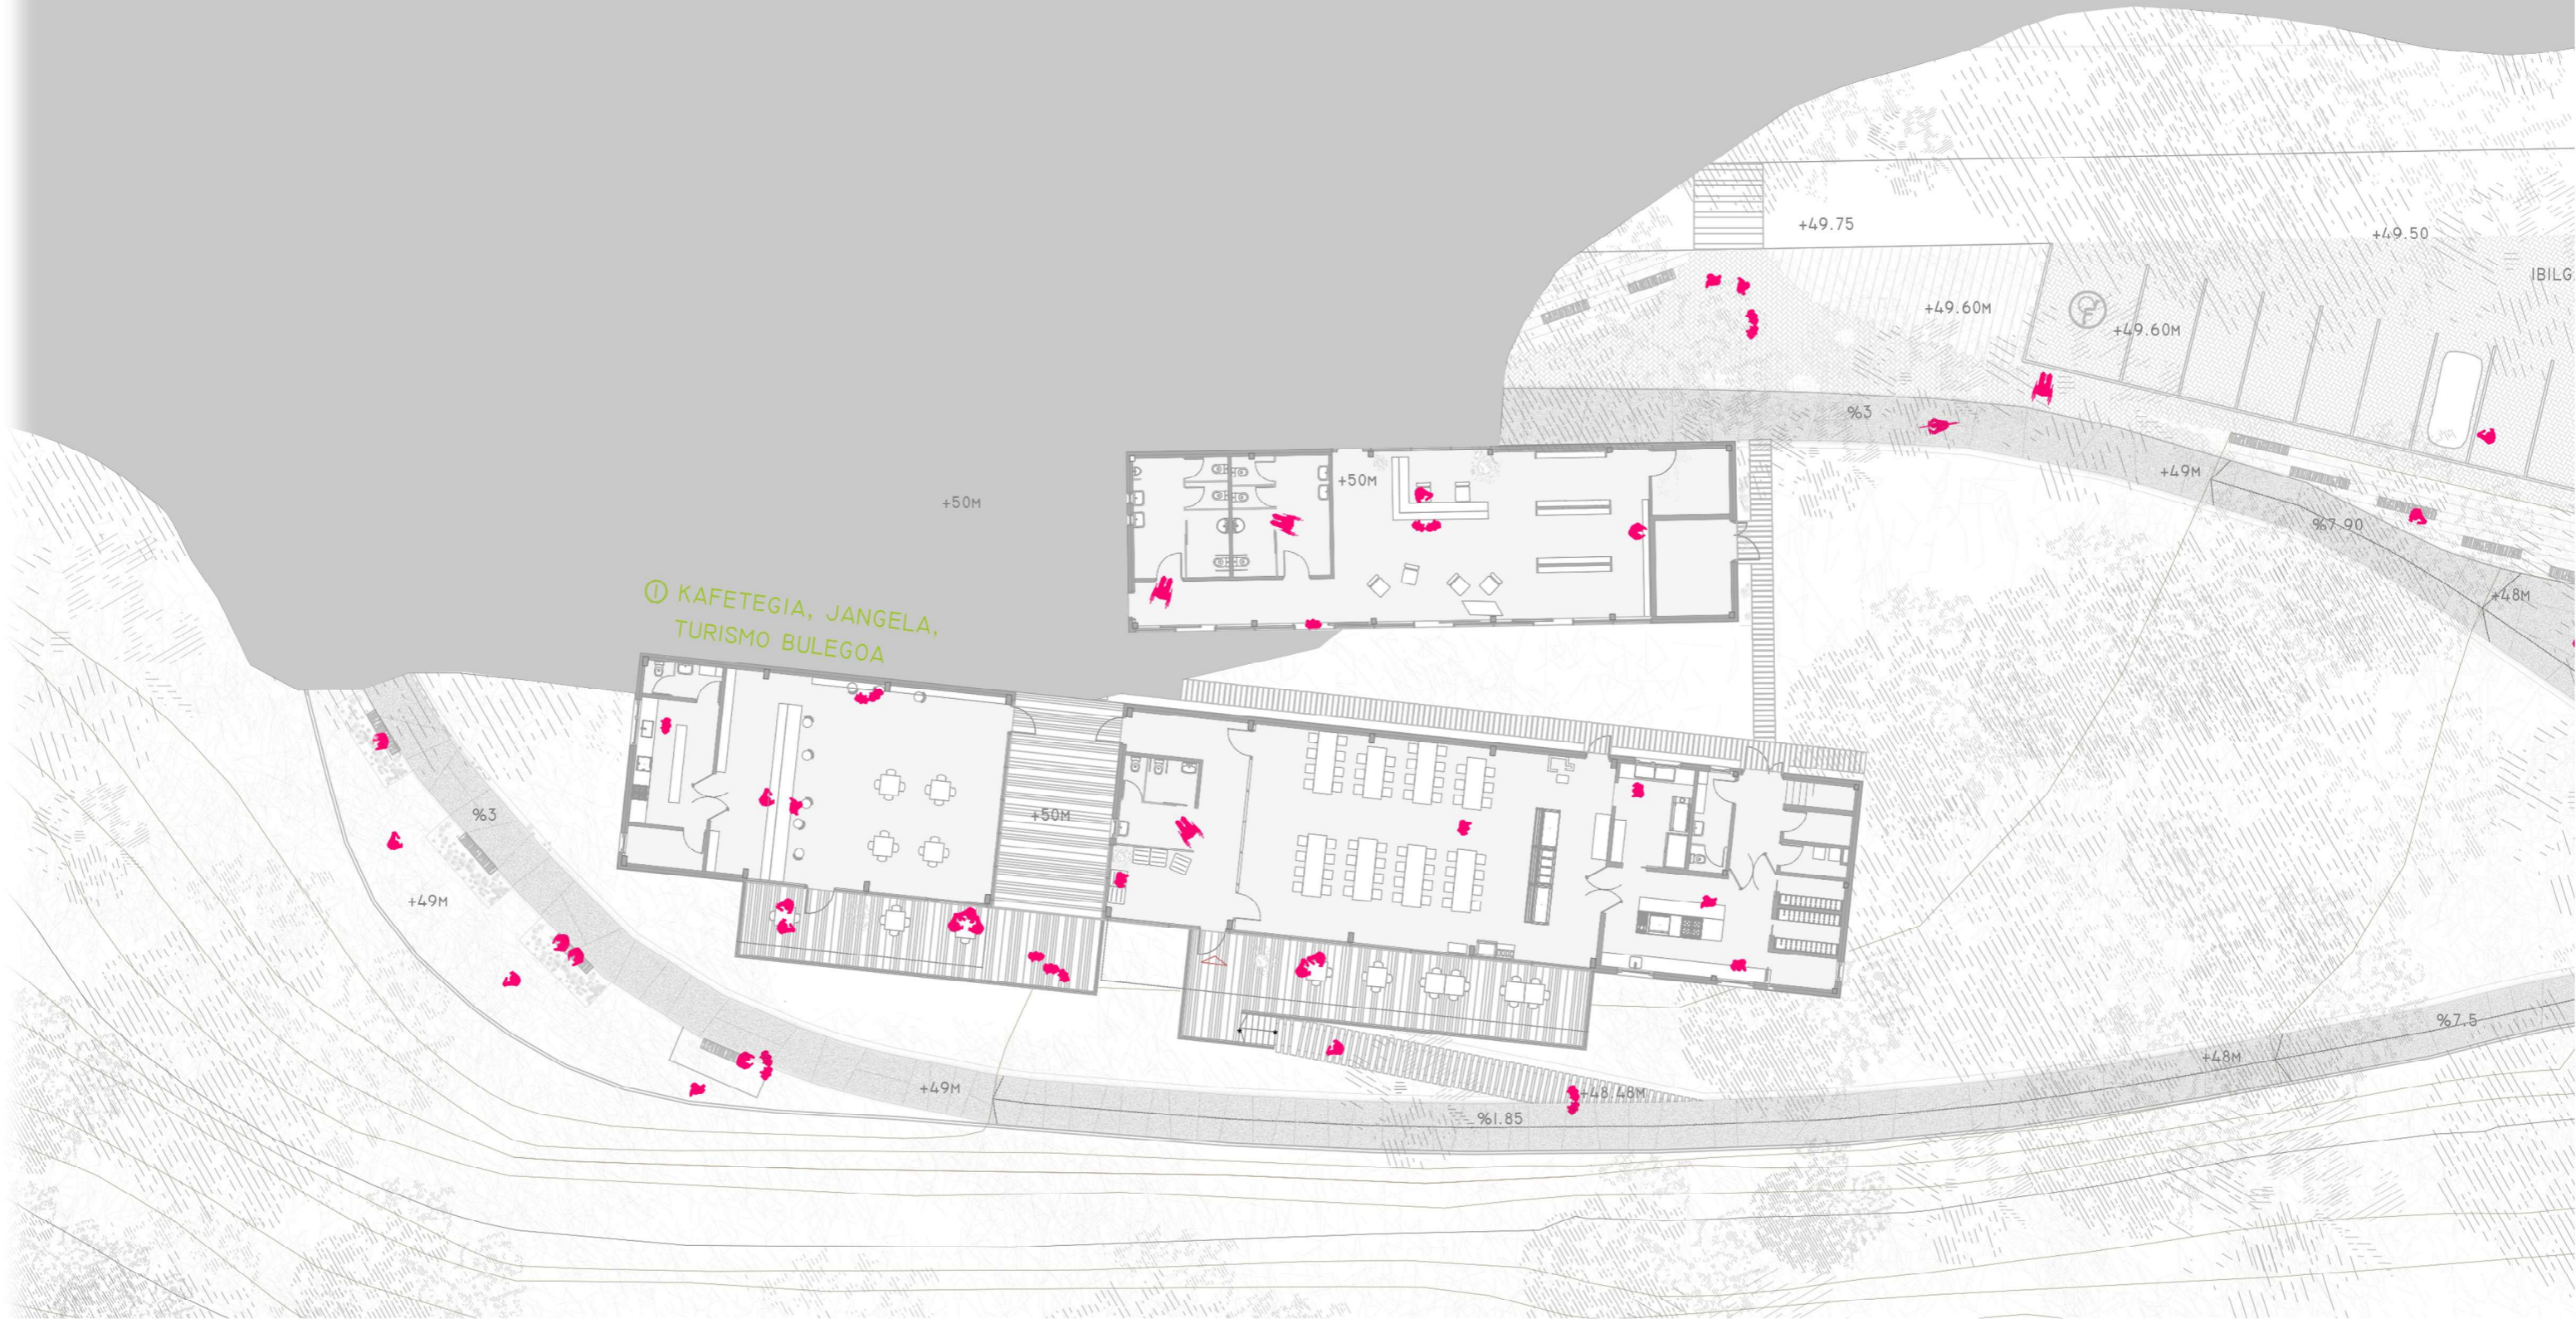 +49.75
+49.50
IBILG
+49.60M
+49.60M
%3
+49M
+50M
+50M
%7.90
① KAFETEGIA, JANGELA,
TURISMO BULEGOA
+48M
%3
+50M
+49M
%7.5
+48M
+49M
+48.48M
%1.85